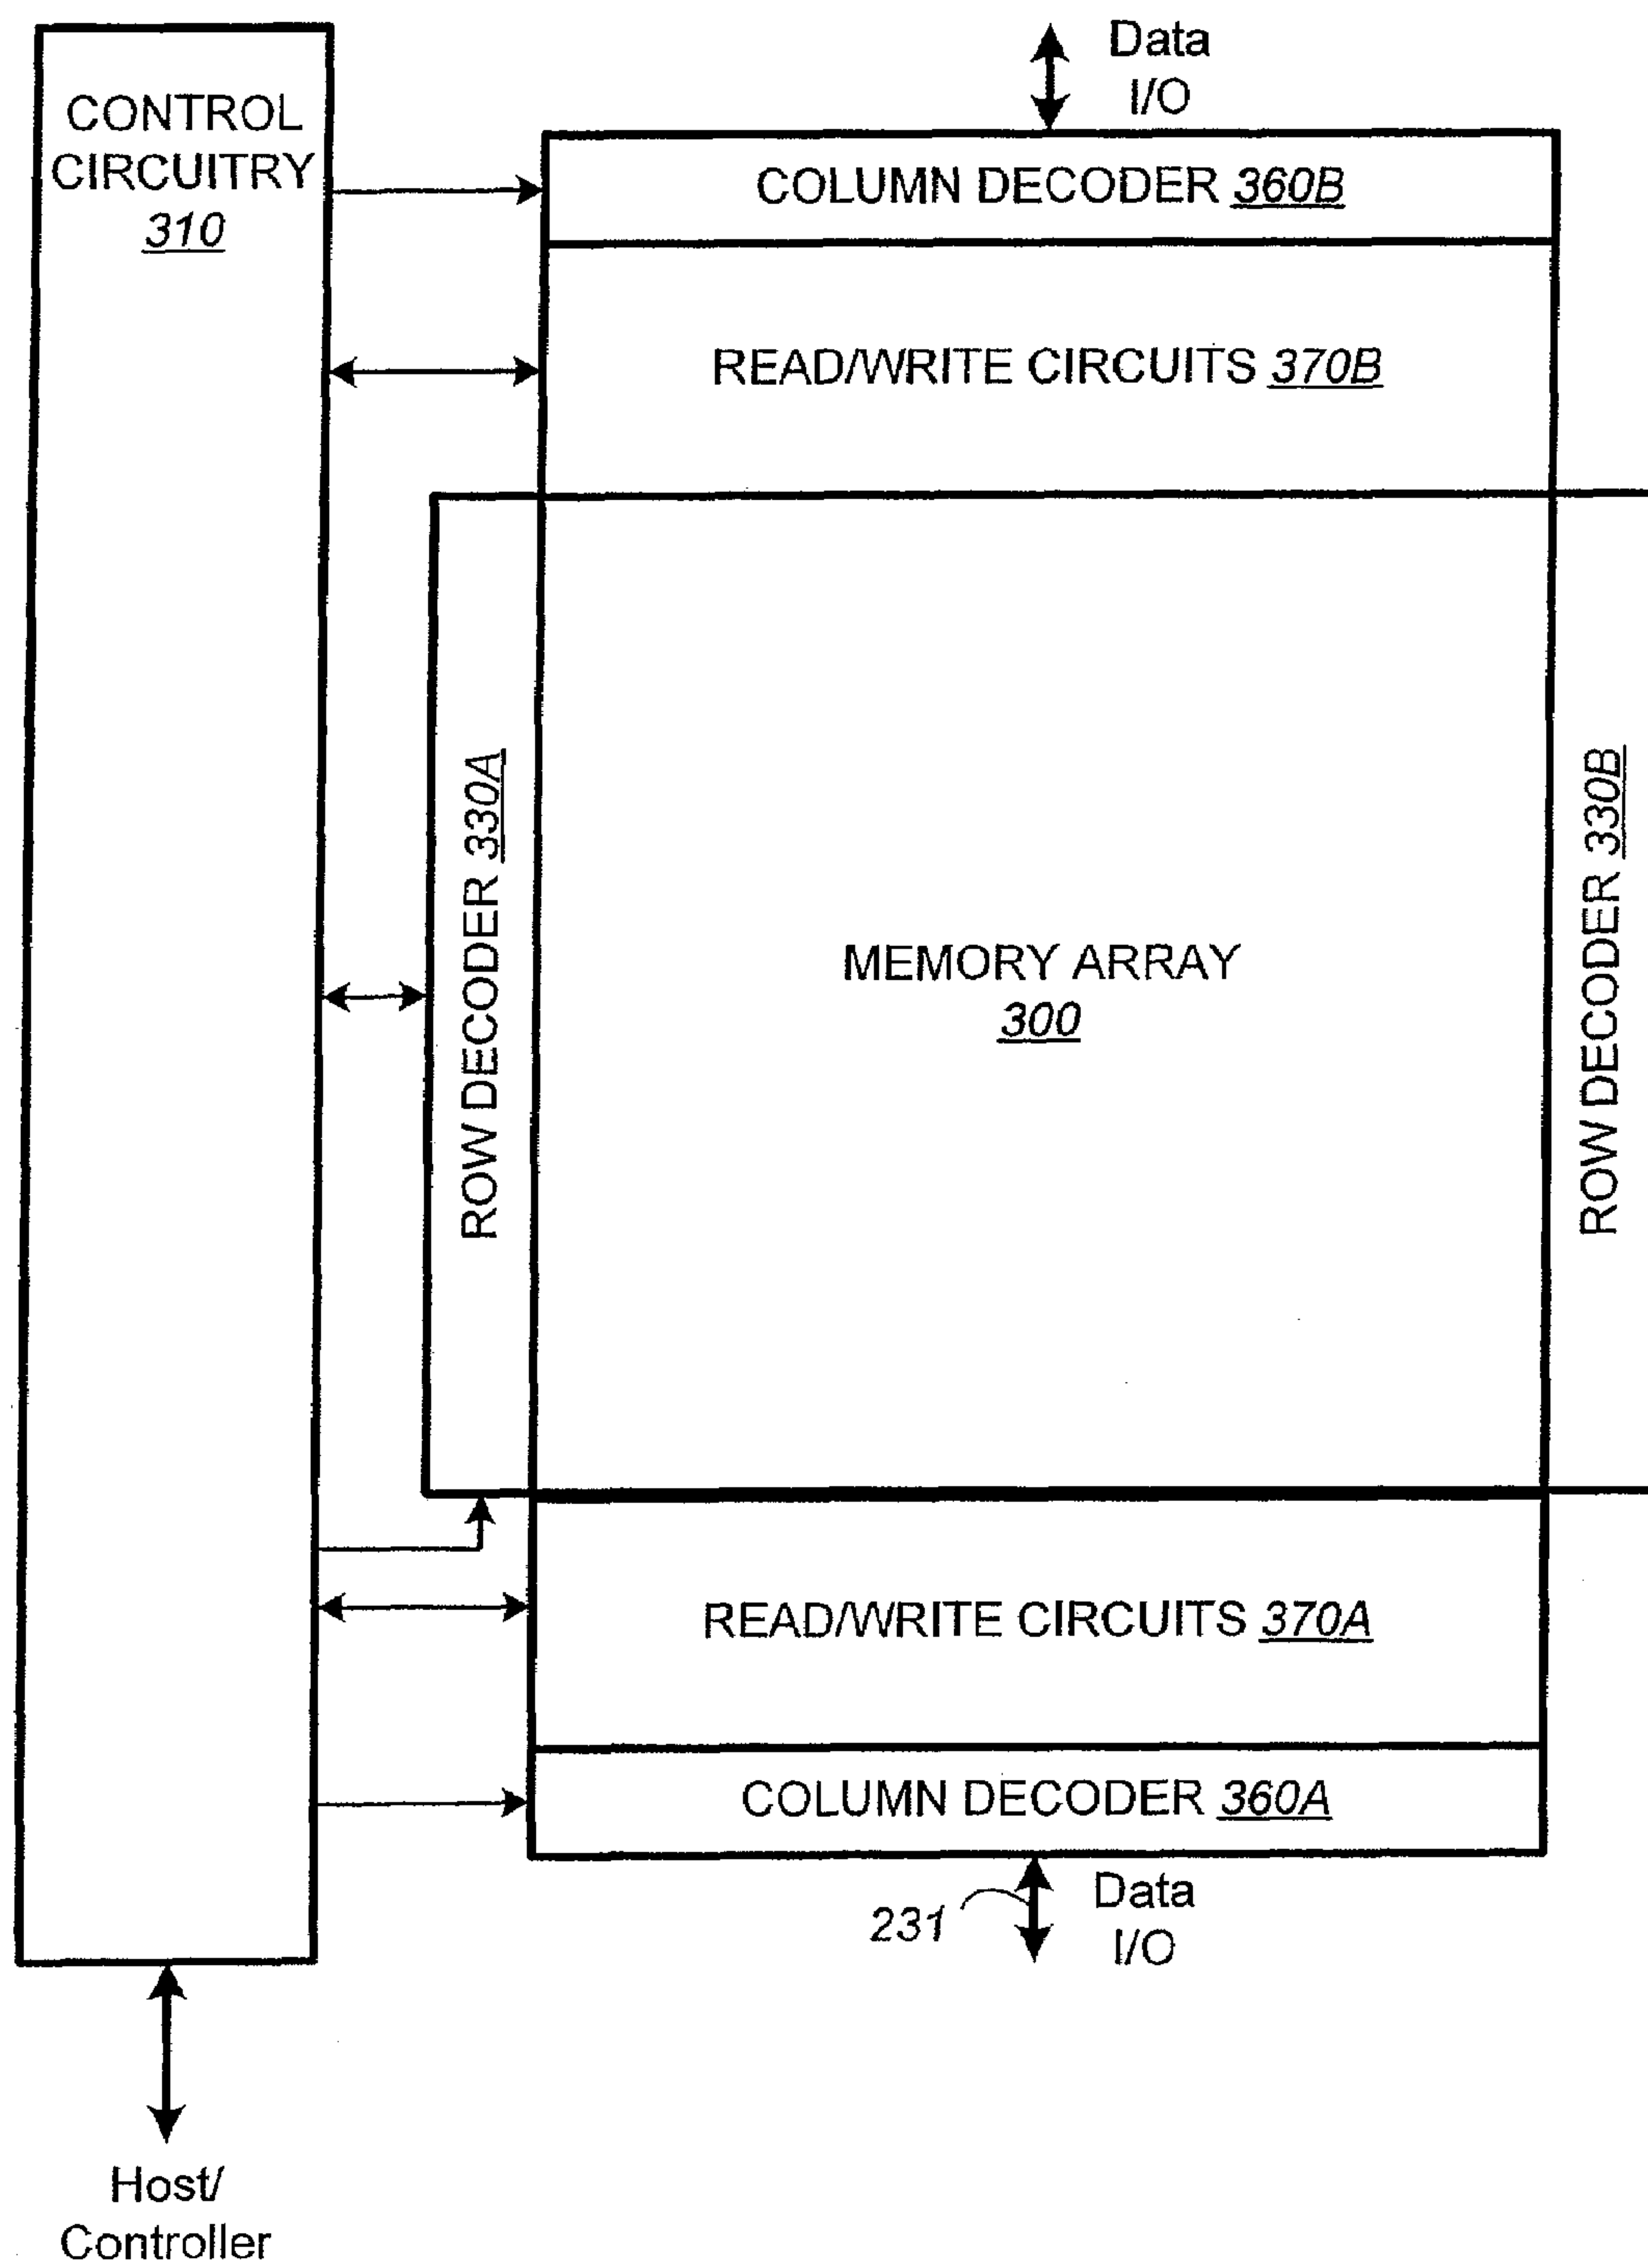 Data
I/O
CONTROL
CIRCUITRY
310
COLUMN DECODER 360B
READ/WRITE CIRCUITS 370B
ROW DECODER 330A
MEMORY ARRAY
300
ROW DECODER 330B
READ/WRITE CIRCUITS 370A
COLUMN DECODER 360A
231
Data
I/O
Host/
Controller